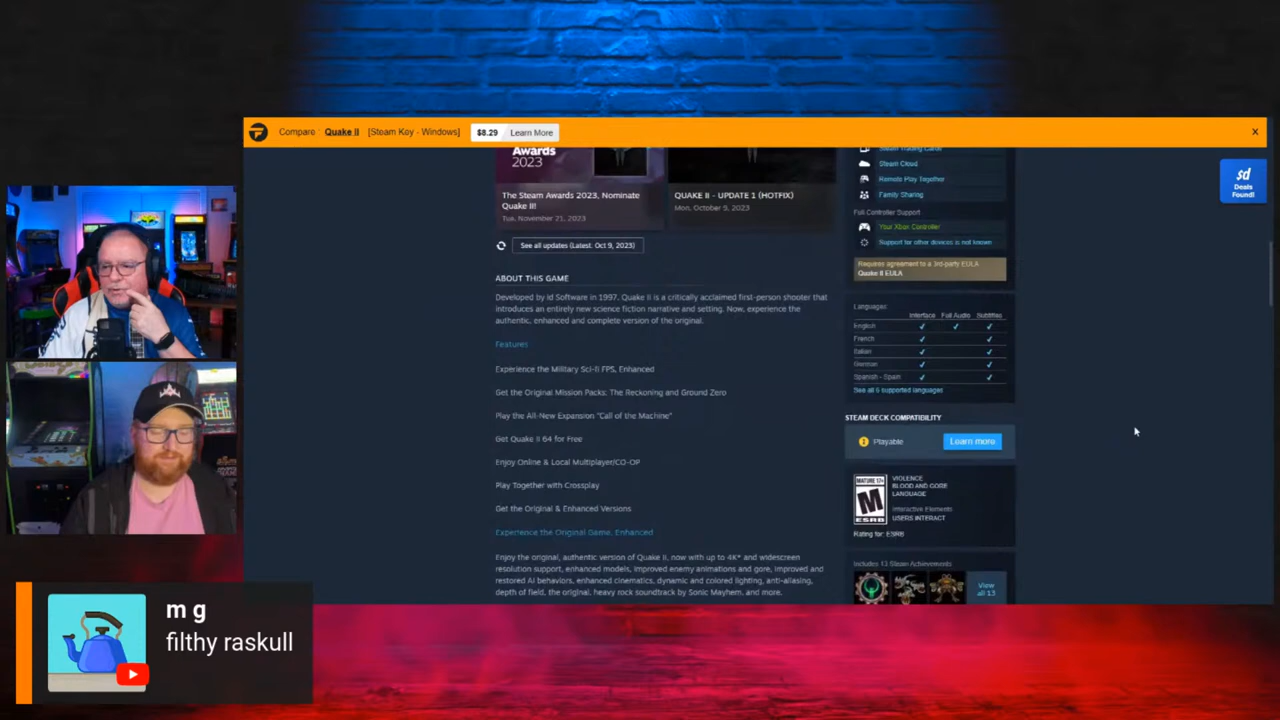 Compare : Quake II [Steam Key - Windows] $8.29 Learn More
$d
Deals
Found!
Awards
2023
The Steam Awards 2023, Nominate
Quake II!
Tue, November 21, 2023
QUAKE II - UPDATE 1 (HOTFIX)
Mon, October 9, 2023
See all updates (Latest: Oct 9, 2023)
ABOUT THIS GAME
Developed by id Software in 1997, Quake II is a critically acclaimed first-person shooter that
introduces an entirely new science fiction narrative and setting. Now, experience the
authentic, enhanced and complete version of the original.
Features
Experience the Military Sci-fi FPS, Enhanced
Get the Original Mission Packs: The Reckoning and Ground Zero
Play the All-New Expansion "Call of the Machine"
Get Quake II 64 for Free
Enjoy Online & Local Multiplayer/CO-OP
Play Together with Crossplay
Get the Original & Enhanced Versions
Experience the Original Game, Enhanced
Enjoy the original, authentic version of Quake II, now with up to 4K* and widescreen
resolution support, enhanced models, improved enemy animations and gore, improved and
restored AI behaviors, enhanced cinematics, dynamic and colored lighting, anti-aliasing,
depth of field, the original, heavy rock soundtrack by Sonic Mayhem, and more.
Steam Trading Cards
Steam Cloud
Remote Play Together
Family Sharing
Full Controller Support
Your Xbox Controller
Support for other devices is not known
Requires agreement to a 3rd-party EULA
Quake II EULA
Languages:
Interface Full Audio Subtitles
English ✓ ✓ ✓
French ✓ ✓
Italian ✓ ✓
German ✓ ✓
Spanish - Spain ✓ ✓
See all 5 supported languages
STEAM DECK COMPATIBILITY
Playable Learn more
MATURE 17+
M
ESRB
VIOLENCE
BLOOD AND GORE
LANGUAGE
Interactive Elements
USERS INTERACT
Rating for: ESRB
Includes 13 Steam Achievements
View
all 13
m g
filthy raskull